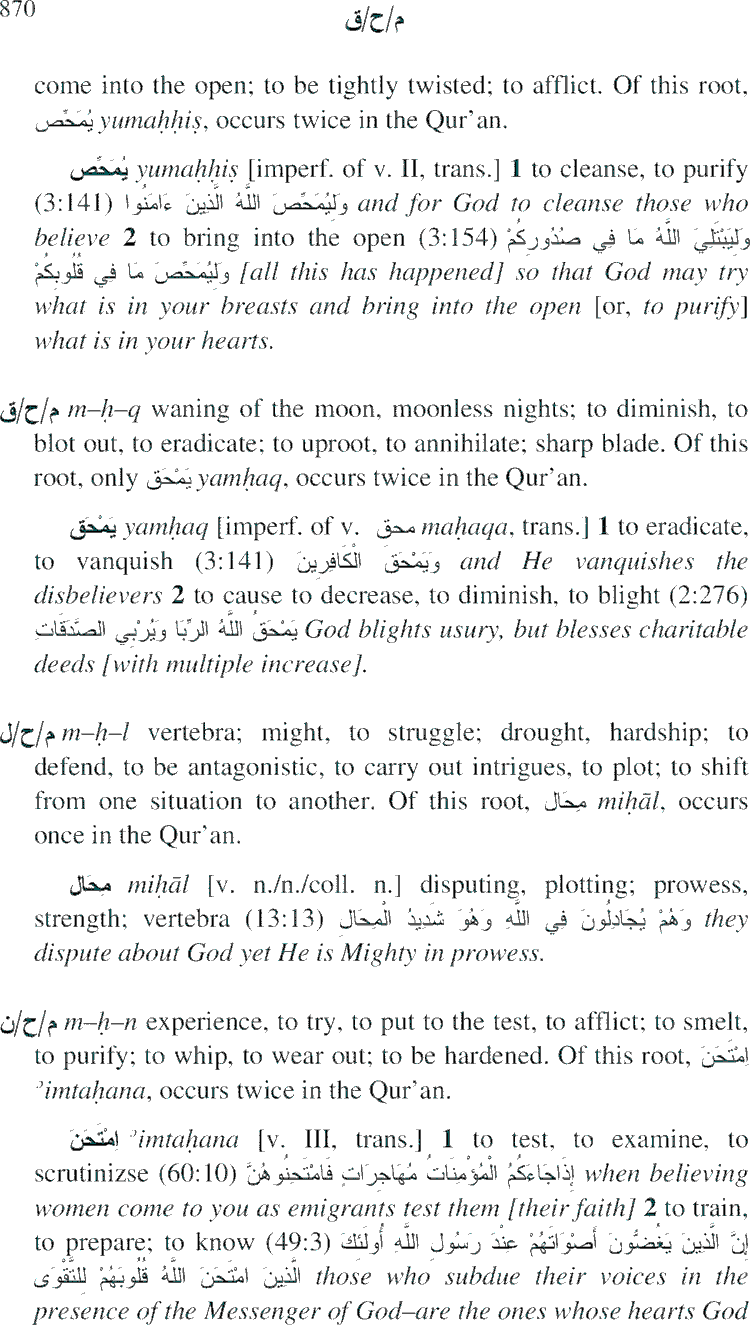 870
م/ح/ق
come into the open; to be tightly twisted; to afflict. Of this root,
يُمَحِّص yumaḥḥiṣ, occurs twice in the Qur’an.
يُمَحِّص yumaḥḥiṣ [imperf. of v. II, trans.] 1 to cleanse, to purify
(3:141) وَلِيُمَحِّصَ اللَّهُ الَّذِينَ ءَامَنُوا and for God to cleanse those who
believe 2 to bring into the open (3:154) وَلِيَبْتَلِيَ اللَّهُ مَا فِي صُدُورِكُمْ
وَلِيُمَحِّصَ مَا فِي قُلُوبِكُمْ [all this has happened] so that God may try
what is in your breasts and bring into the open [or, to purify]
what is in your hearts.
م/ح/ق m–ḥ–q waning of the moon, moonless nights; to diminish, to
blot out, to eradicate; to uproot, to annihilate; sharp blade. Of this
root, only يَمْحَق yamḥaq, occurs twice in the Qur’an.
يَمْحَق yamḥaq [imperf. of v. محق maḥaqa, trans.] 1 to eradicate,
to vanquish (3:141) وَيَمْحَقَ الْكَافِرِينَ and He vanquishes the
disbelievers 2 to cause to decrease, to diminish, to blight (2:276)
يَمْحَقُ اللَّهُ الرِّبَا وَيُرْبِي الصَّدَقَاتِ God blights usury, but blesses charitable
deeds [with multiple increase].
م/ح/ل m–ḥ–l vertebra; might, to struggle; drought, hardship; to
defend, to be antagonistic, to carry out intrigues, to plot; to shift
from one situation to another. Of this root, مِحَال miḥāl, occurs
once in the Qur’an.
مِحَال miḥāl [v. n./n./coll. n.] disputing, plotting; prowess,
strength; vertebra (13:13) وَهُمْ يُجَادِلُونَ فِي اللَّهِ وَهُوَ شَدِيدُ الْمِحَالِ they
dispute about God yet He is Mighty in prowess.
م/ح/ن m–ḥ–n experience, to try, to put to the test, to afflict; to smelt,
to purify; to whip, to wear out; to be hardened. Of this root, اِمْتَحَنَ
ʾimtaḥana, occurs twice in the Qur’an.
اِمْتَحَنَ ʾimtaḥana [v. III, trans.] 1 to test, to examine, to
scrutinizse (60:10) إِذَاجَاءَكُمُ الْمُؤْمِنَاتُ مُهَاجِرَاتٍ فَامْتَحِنُوهُنَّ when believing
women come to you as emigrants test them [their faith] 2 to train,
to prepare; to know (49:3) إِنَّ الَّذِينَ يَغُضُّونَ أَصْوَاتَهُمْ عِنْدَ رَسُولِ اللَّهِ أُولَئِكَ
الَّذِينَ امْتَحَنَ اللَّهُ قُلُوبَهُمْ لِلتَّقْوَى those who subdue their voices in the
presence of the Messenger of God–are the ones whose hearts God